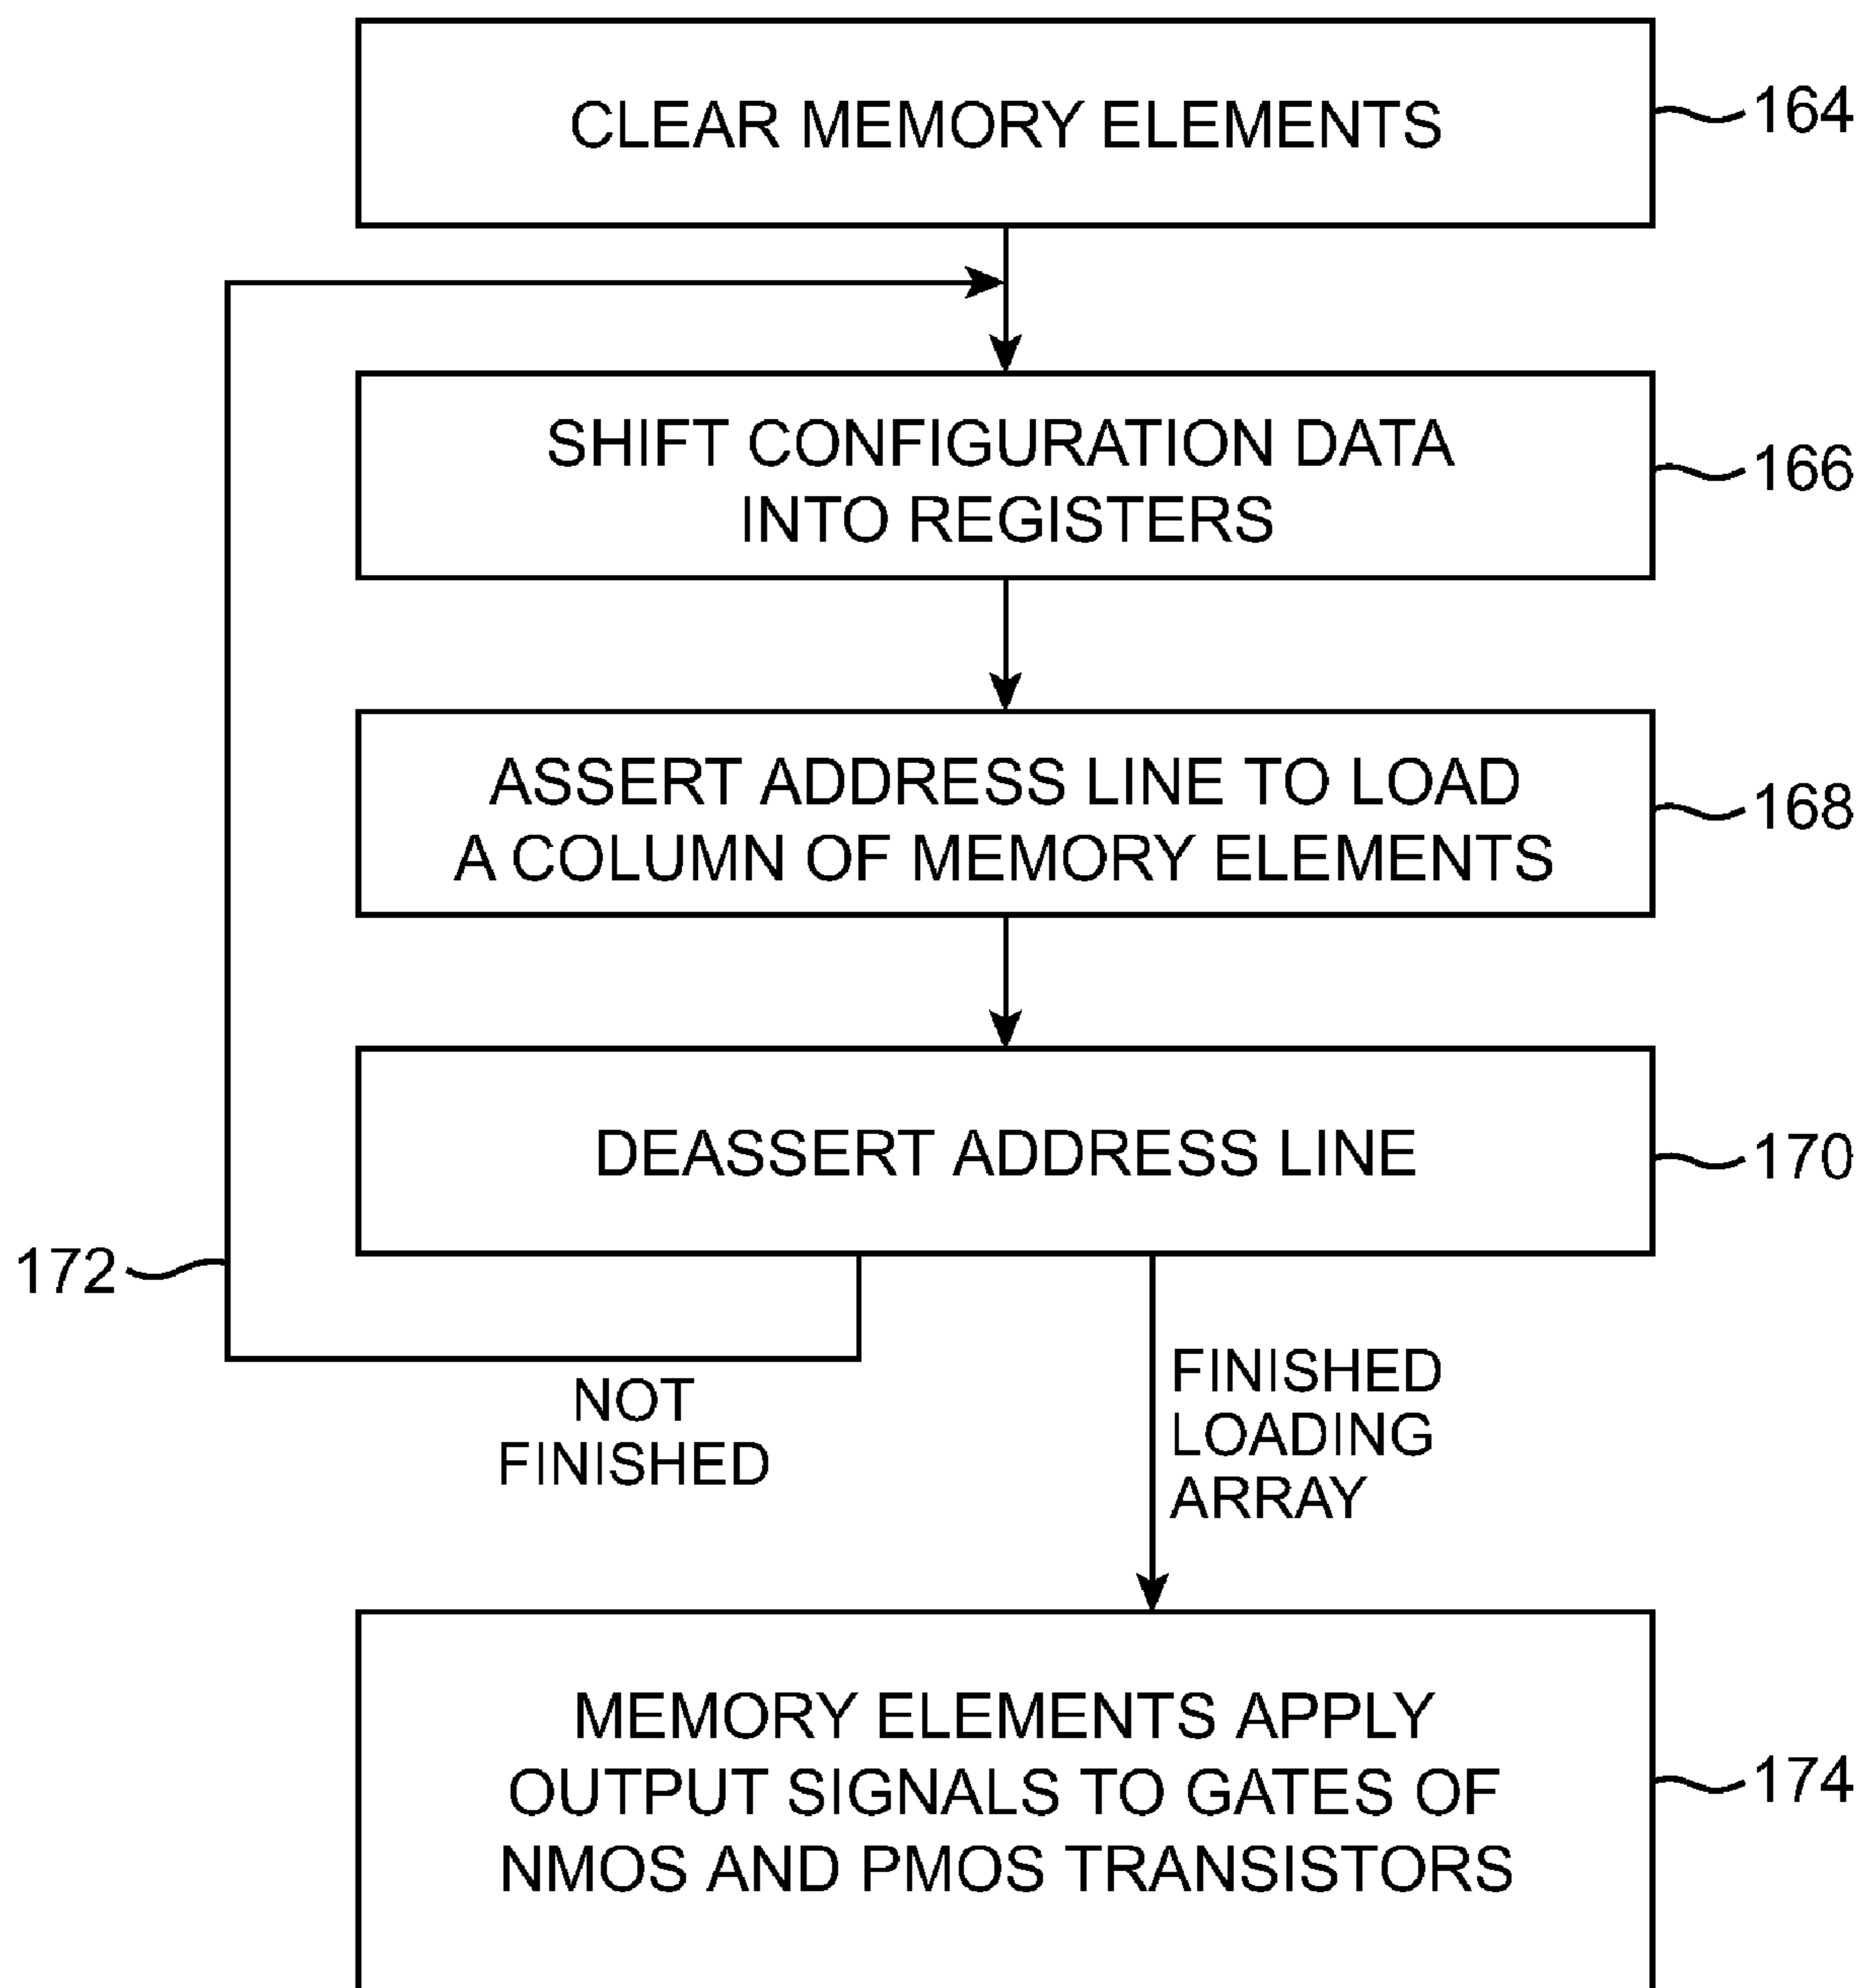 CLEAR MEMORY ELEMENTS
164
SHIFT CONFIGURATION DATA
INTO REGISTERS
166
ASSERT ADDRESS LINE TO LOAD
A COLUMN OF MEMORY ELEMENTS
168
DEASSERT ADDRESS LINE
170
172
NOT
FINISHED
FINISHED
LOADING
ARRAY
MEMORY ELEMENTS APPLY
OUTPUT SIGNALS TO GATES OF
NMOS AND PMOS TRANSISTORS
174